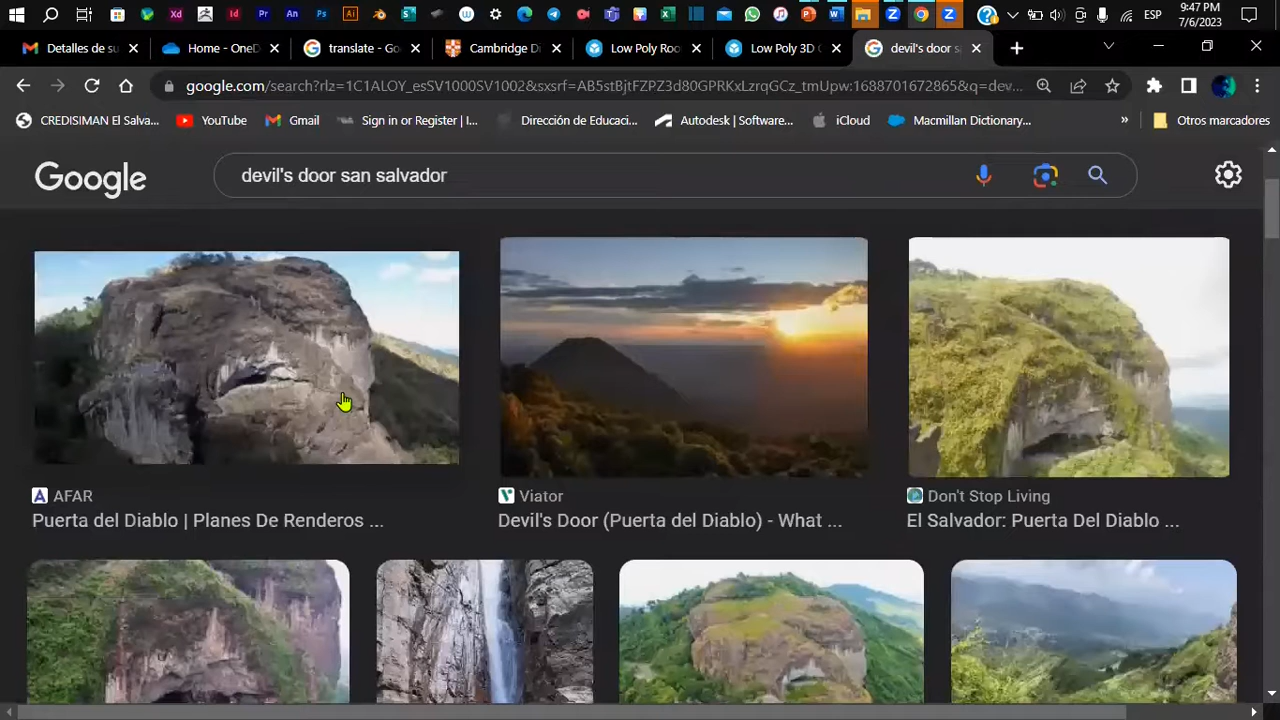 9:47 PM
ESP
7/6/2023
Detalles de su
Home - OneD
translate - Go
Cambridge Di
Low Poly Roo
Low Poly 3D C
devil's door s
google.com/search?rlz=1C1ALOY_esSV1000SV1002&sxsrf=AB5stBjtFZPZ3d80GPRKxLzrqGCz_tmUpw:1688701672865&q=dev...
CREDISIMAN El Salva...
YouTube
Gmail
Sign in or Register | I...
Dirección de Educaci...
Autodesk | Software...
iCloud
Macmillan Dictionary...
»
Otros marcadores
Google
devil's door san salvador
AFAR
Puerta del Diablo | Planes De Renderos ...
Viator
Devil's Door (Puerta del Diablo) - What ...
Don't Stop Living
El Salvador: Puerta Del Diablo ...